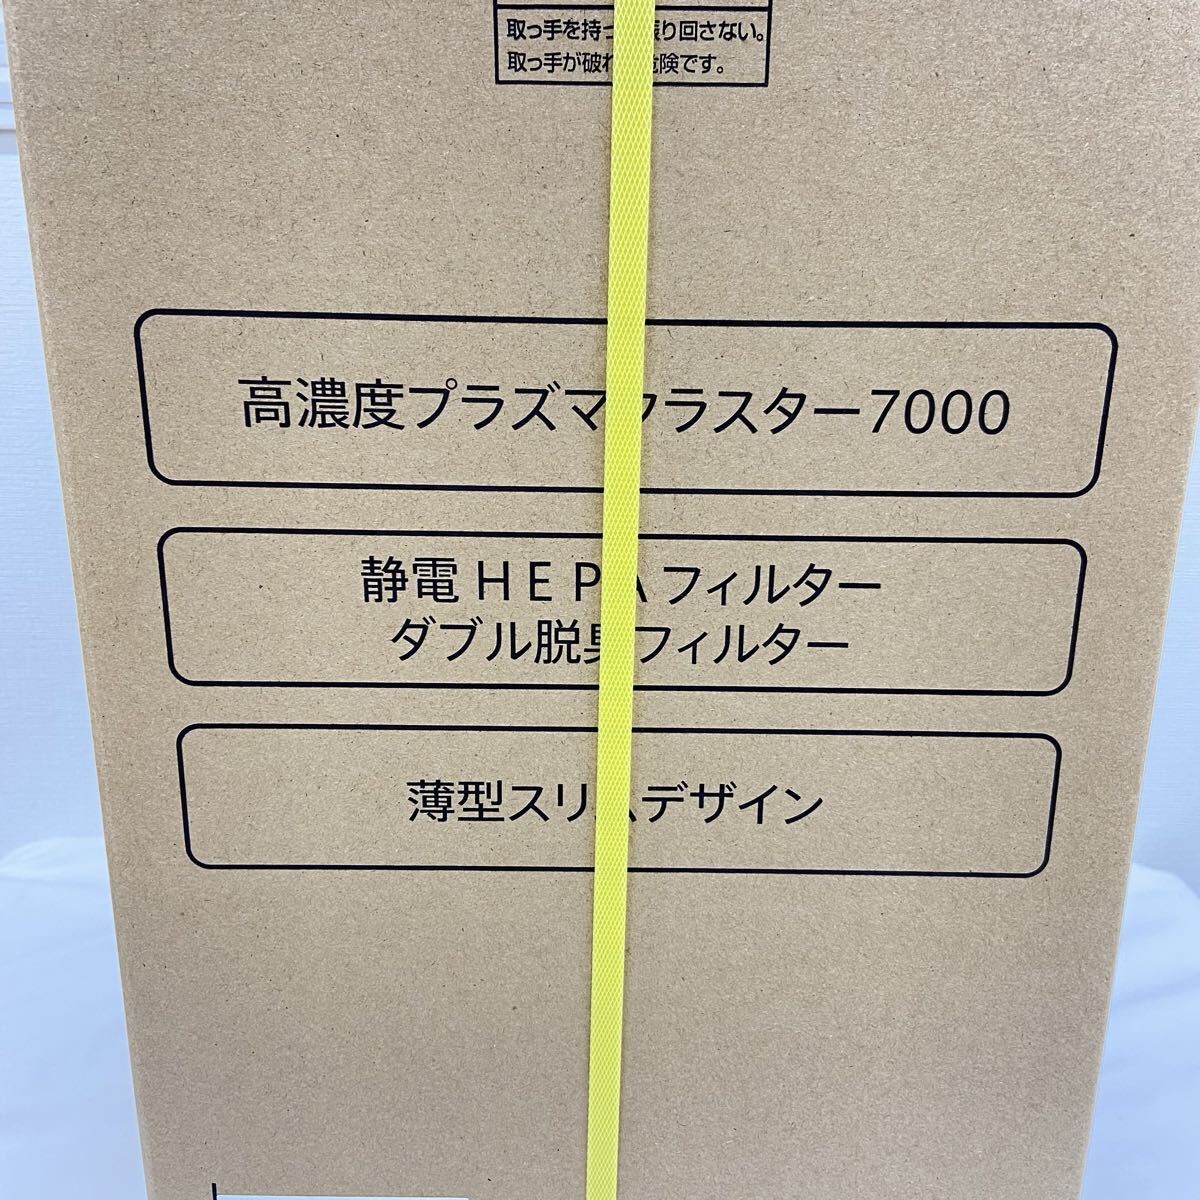 取っ手を持って振り回さない。
取っ手が破れ危険です。
高濃度プラズマクラスター7000
静電HEPAフィルター
ダブル脱臭フィルター
薄型スリムデザイン